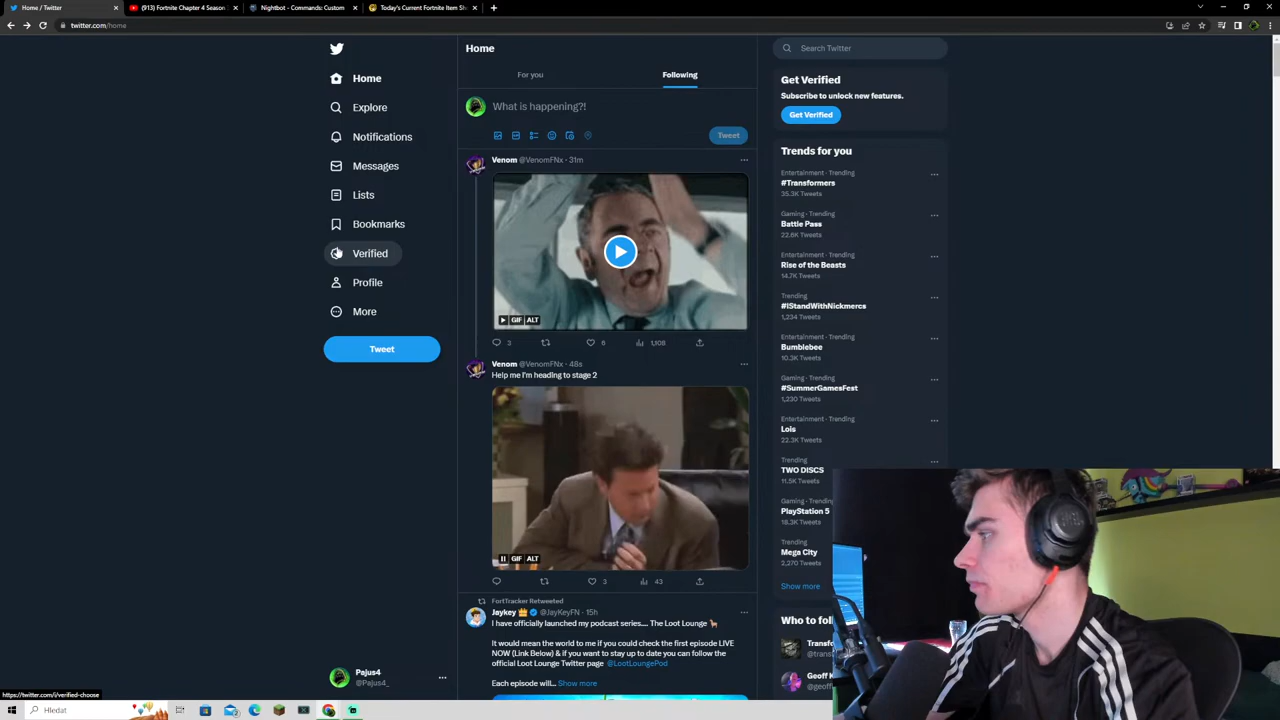 Home / Twitter
(913) Fortnite Chapter 4 Season
Nightbot - Commands: Custom
Today's Current Fortnite Item Sh
twitter.com/home
Home
Explore
Notifications
Messages
Lists
Bookmarks
Verified
Profile
More
Tweet
Pajus4
@Pajus4_
Home
For you
Following
What is happening?!
Tweet
Venom @VenomFNx · 31m
GIF ALT
3
6
1,108
Venom @VenomFNx · 48s
Help me I'm heading to stage 2
GIF ALT
3
43
FortTracker Retweeted
Jaykey @JayKeyFN · 15h
I have officially launched my podcast series.... The Loot Lounge
It would mean the world to me if you could check the first episode LIVE
NOW (Link Below) & if you want to stay up to date you can follow the
official Loot Lounge Twitter page @LootLoungePod
Each episode will... Show more
Search Twitter
Get Verified
Subscribe to unlock new features.
Get Verified
Trends for you
Entertainment · Trending
#Transformers
35.3K Tweets
Gaming · Trending
Battle Pass
22.6K Tweets
Entertainment · Trending
Rise of the Beasts
14.7K Tweets
Trending
#IStandWithNickmercs
1,234 Tweets
Entertainment · Trending
Bumblebee
10.3K Tweets
Gaming · Trending
#SummerGamesFest
1,230 Tweets
Entertainment · Trending
Lois
22.3K Tweets
Trending
TWO DISCS
11.5K Tweets
Gaming · Trending
PlayStation 5
18.3K Tweets
Trending
Mega City
2,270 Tweets
Show more
Who to follow
Transfo
@trans
Geoff K
@geoff
https://twitter.com/i/verified-choose
Hledat